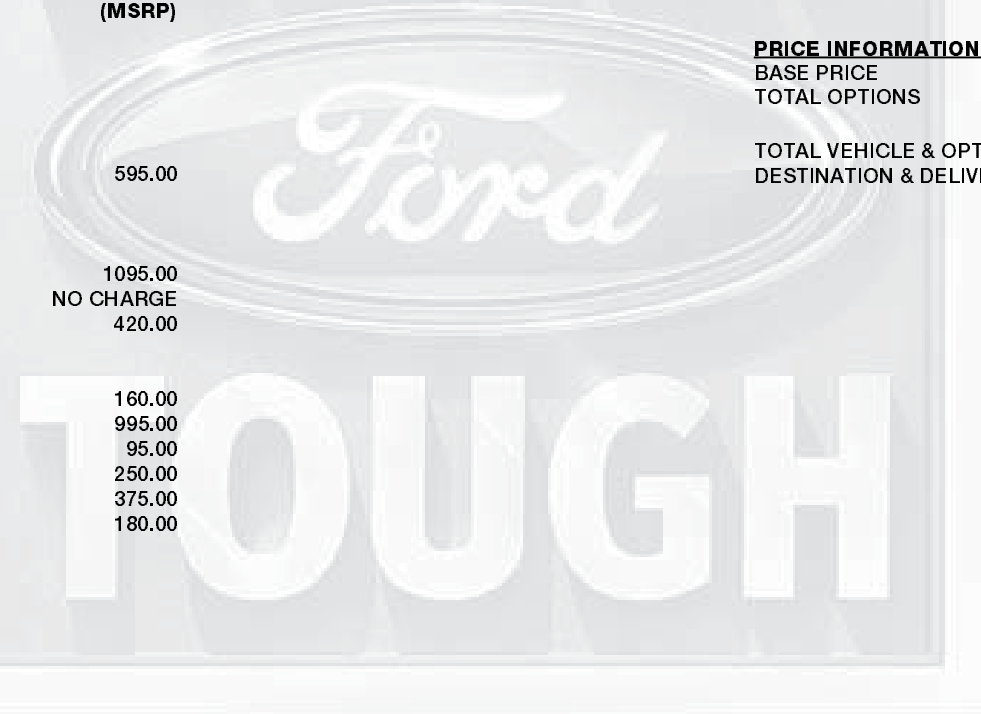 (MSRP)
595.00
1095.00
NO CHARGE
420.00
160.00
995.00
95.00
250.00
375.00
180.00
PRICE INFORMATION
BASE PRICE
TOTAL OPTIONS
TOTAL VEHICLE & OPT
DESTINATION & DELIV
Ford
TOUGH